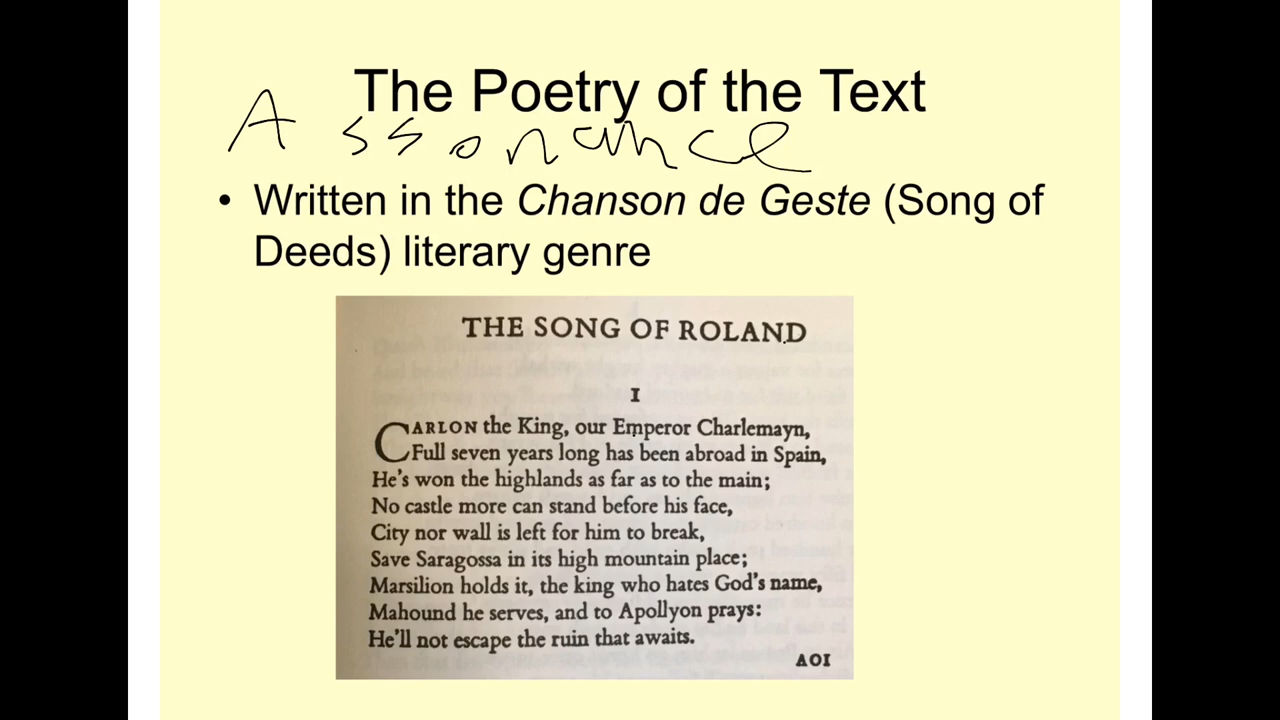 The Poetry of the Text
Assonance
• Written in the Chanson de Geste (Song of
Deeds) literary genre
THE SONG OF ROLAND
I
CARLON the King, our Emperor Charlemayn,
Full seven years long has been abroad in Spain,
He's won the highlands as far as to the main;
No castle more can stand before his face,
City nor wall is left for him to break,
Save Saragossa in its high mountain place;
Marsilion holds it, the king who hates God's name,
Mahound he serves, and to Apollyon prays:
He'll not escape the ruin that awaits.
AOI